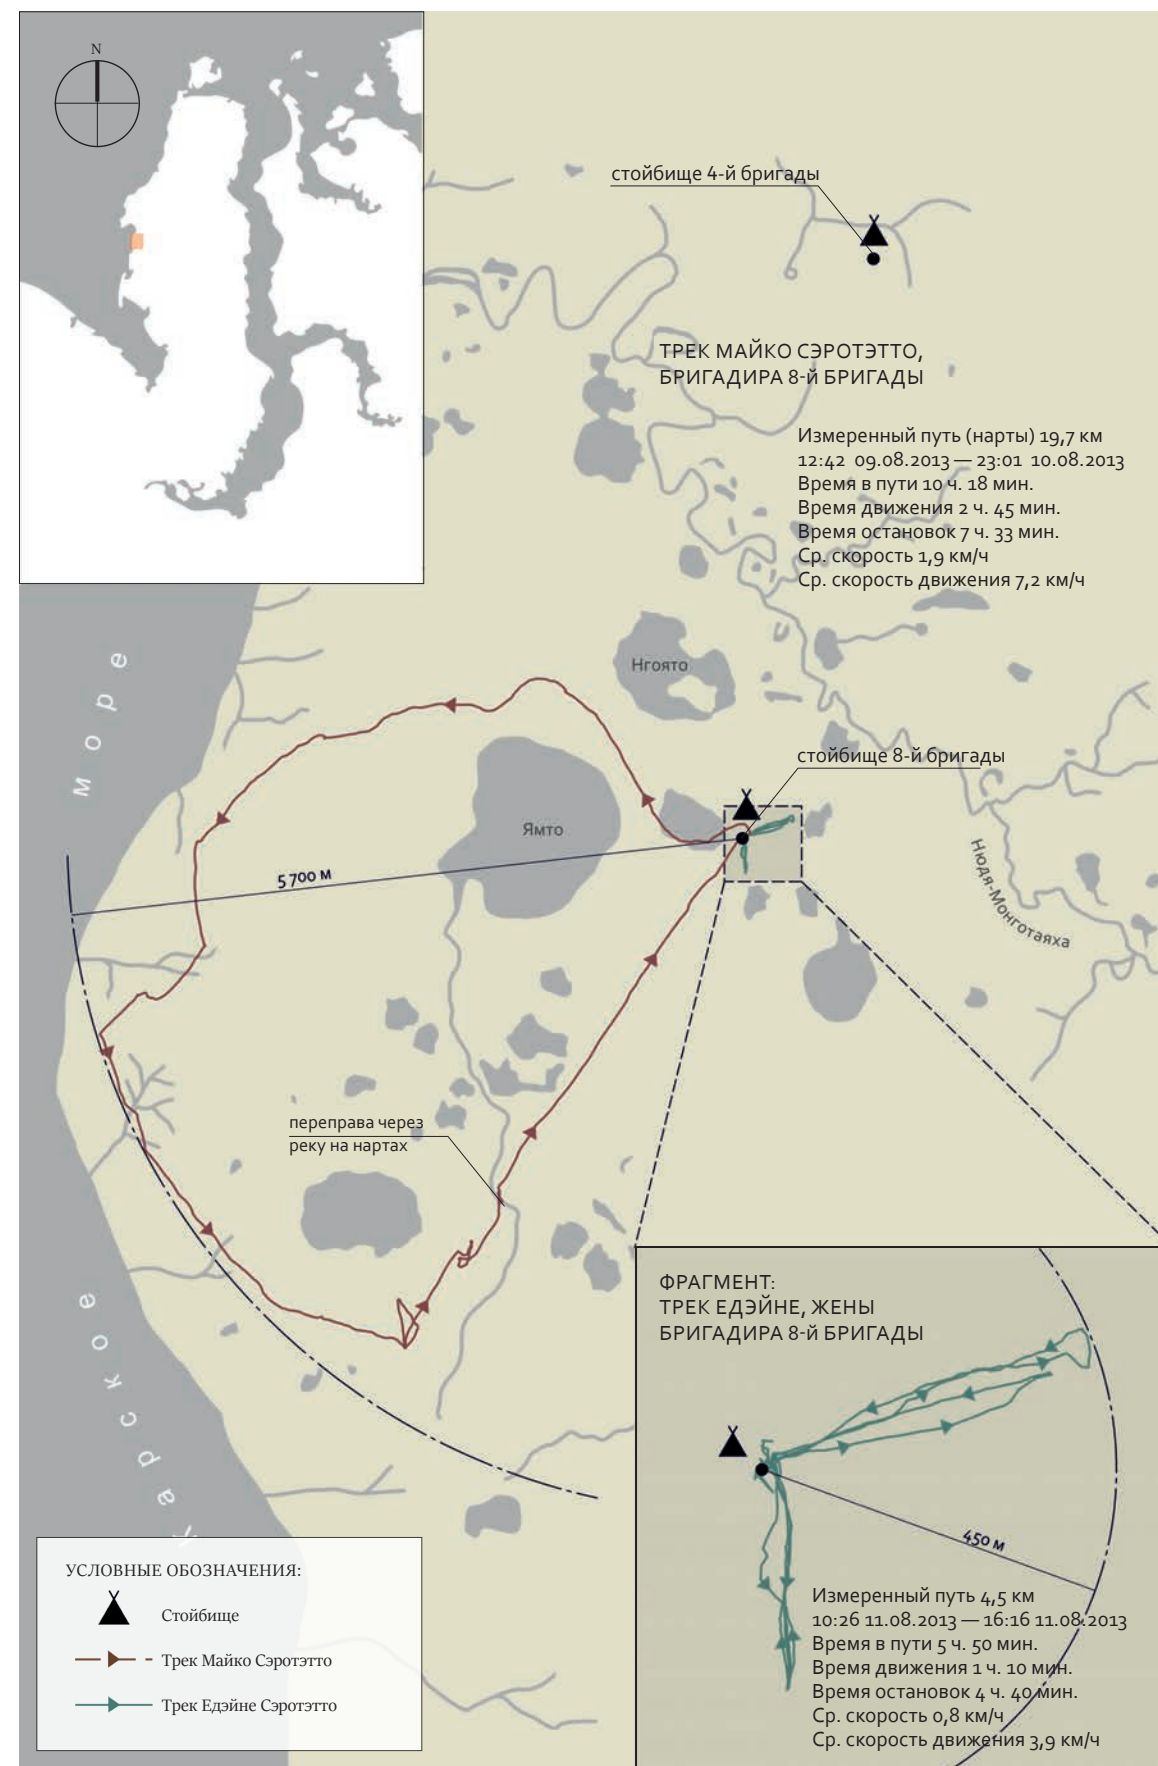 N
стойбище 4-й бригады
ТРЕК МАЙКО СЭРОТЭТТО,
БРИГАДИРА 8-й БРИГАДЫ
Измеренный путь (нарты) 19,7 км
12:42 09.08.2013 — 23:01 10.08.2013
Время в пути 10 ч. 18 мин.
Время движения 2 ч. 45 мин.
Время остановок 7 ч. 33 мин.
Ср. скорость 1,9 км/ч
Ср. скорость движения 7,2 км/ч
Нгоято
стойбище 8-й бригады
Ямто
5 700 м
Нюдя-Монготаяха
Карское море
переправа через
реку на нартах
ФРАГМЕНТ:
ТРЕК ЕДЭЙНЕ, ЖЕНЫ
БРИГАДИРА 8-й БРИГАДЫ
450 м
Измеренный путь 4,5 км
10:26 11.08.2013 — 16:16 11.08.2013
Время в пути 5 ч. 50 мин.
Время движения 1 ч. 10 мин.
Время остановок 4 ч. 40 мин.
Ср. скорость 0,8 км/ч
Ср. скорость движения 3,9 км/ч
УСЛОВНЫЕ ОБОЗНАЧЕНИЯ:
Стойбище
Трек Майко Сэротэтто
Трек Едэйне Сэротэтто